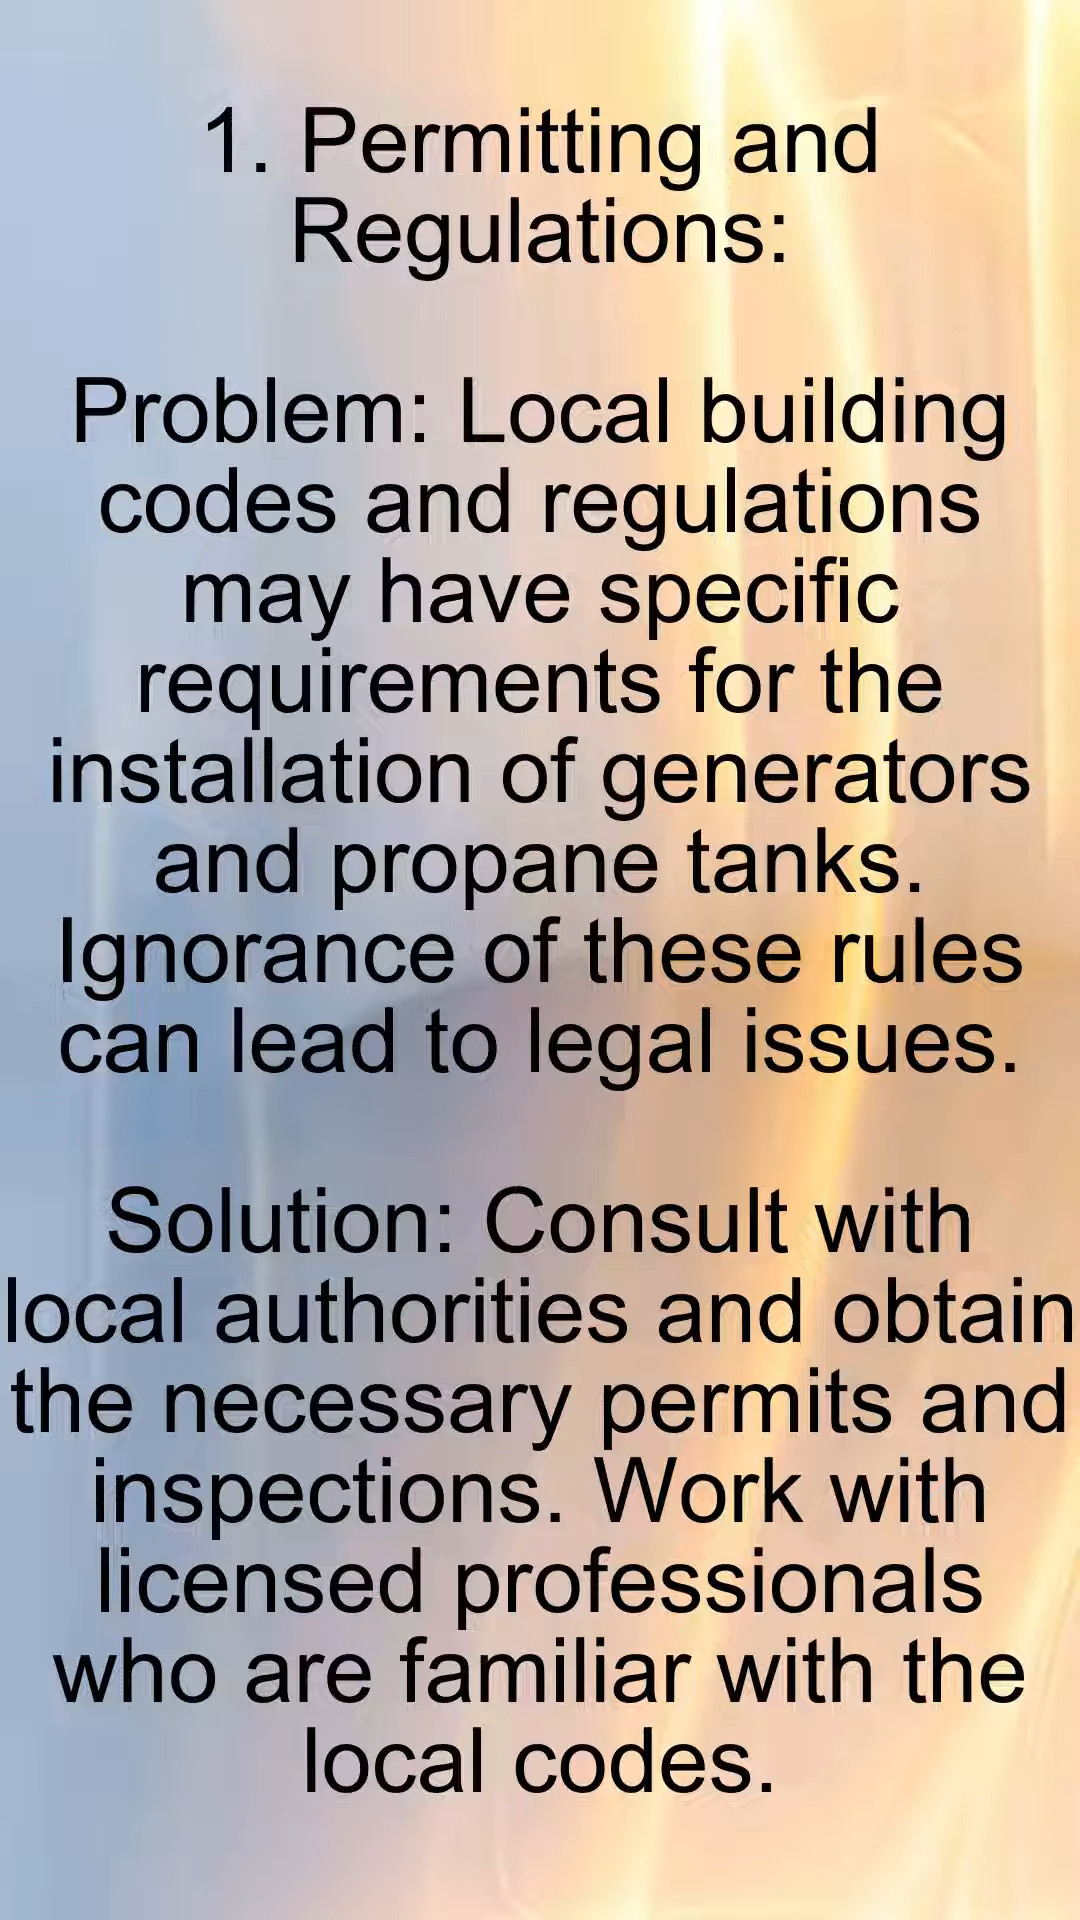 1. Permitting and
Regulations:
Problem: Local building
codes and regulations
may have specific
requirements for the
installation of generators
and propane tanks.
Ignorance of these rules
can lead to legal issues.
Solution: Consult with
local authorities and obtain
the necessary permits and
inspections. Work with
licensed professionals
who are familiar with the
local codes.